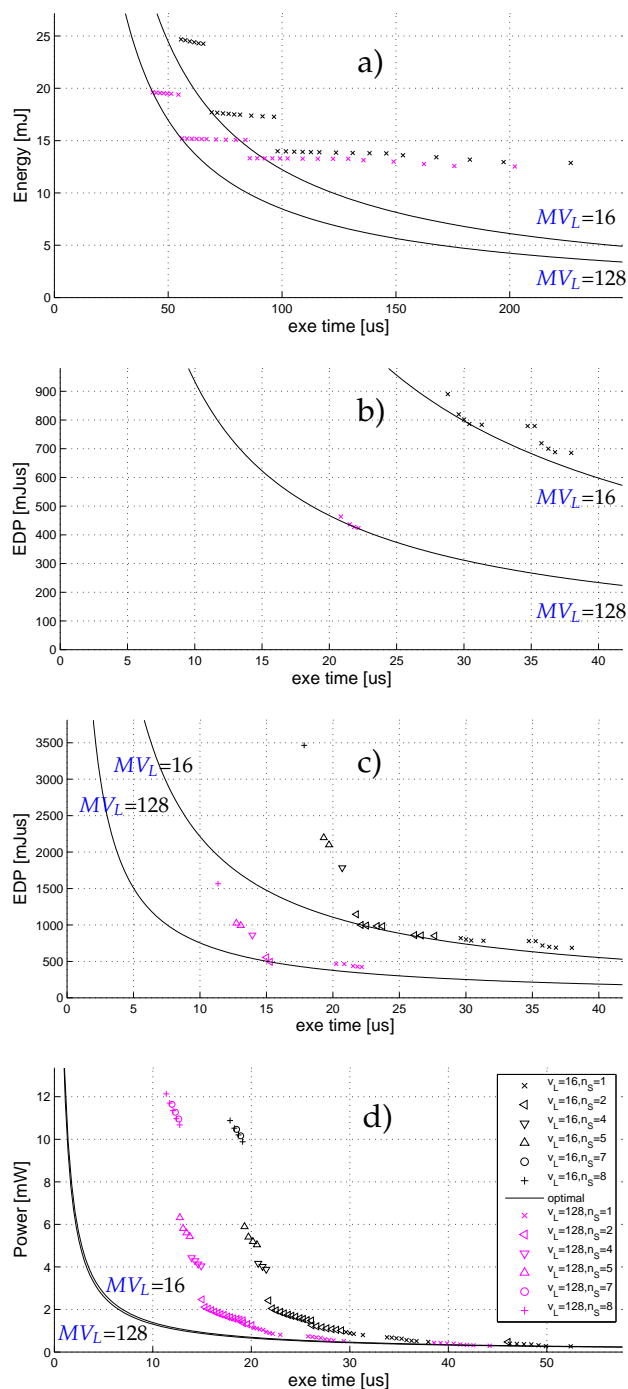 25
20
15
10
5
0
Energy [mJ]
a)
MV_L=16
MV_L=128
0
50
100
150
200
exe time [us]
900
800
700
600
500
400
300
200
100
0
EDP [mJus]
b)
MV_L=16
MV_L=128
0
5
10
15
20
25
30
35
40
exe time [us]
3500
3000
2500
2000
1500
1000
500
0
EDP [mJus]
c)
MV_L=16
MV_L=128
0
5
10
15
20
25
30
35
40
exe time [us]
12
10
8
6
4
2
0
Power [mW]
d)
MV_L=16
MV_L=128
v_L=16,n_S=1
v_L=16,n_S=2
v_L=16,n_S=4
v_L=16,n_S=5
v_L=16,n_S=7
v_L=16,n_S=8
optimal
v_L=128,n_S=1
v_L=128,n_S=2
v_L=128,n_S=4
v_L=128,n_S=5
v_L=128,n_S=7
v_L=128,n_S=8
0
10
20
30
40
50
exe time [us]